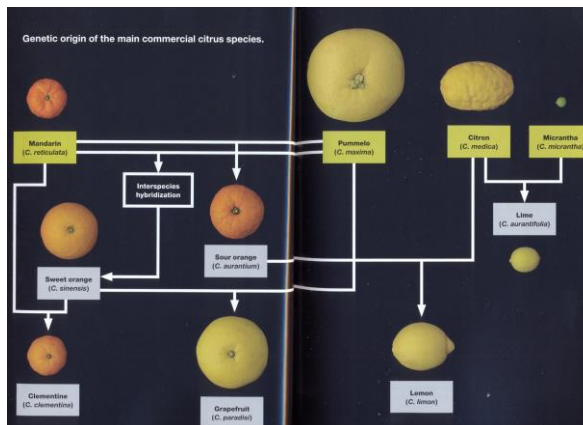 Genetic origin of the main commercial citrus species.
Mandarin
(C. reticulata)
Pummelo
(C. maxima)
Citron
(C. medica)
Micrantha
(C. micrantha)
Interspecies
hybridization
Lime
(C. aurantifolia)
Sour orange
(C. aurantium)
Sweet orange
(C. sinensis)
Clementine
(C. clementina)
Grapefruit
(C. paradisi)
Lemon
(C. limon)